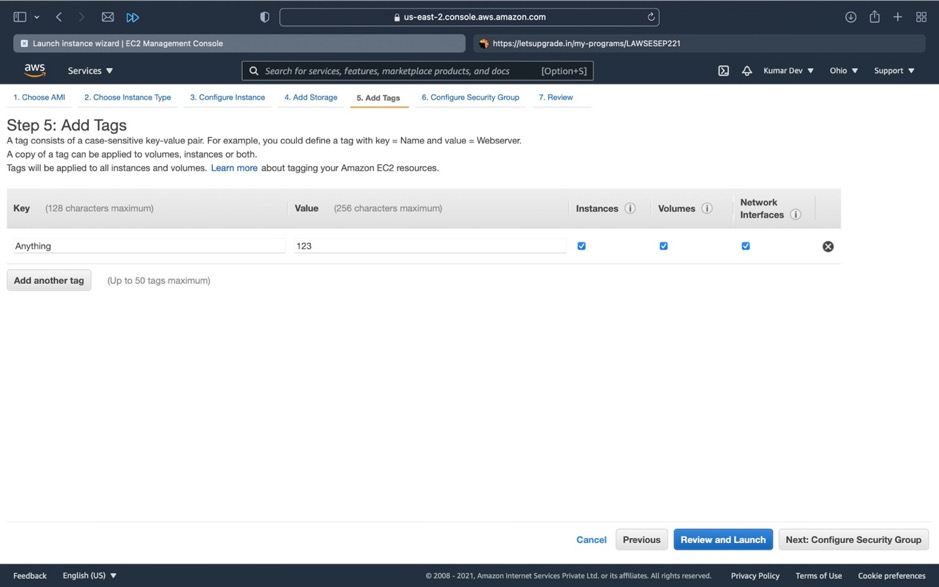 us-east-2.console.aws.amazon.com
Launch instance wizard | EC2 Management Console
https://letsupgrade.in/my-programs/LAWSESEP221
aws Services ▼ Search for services, features, marketplace products, and docs [Option+5] Kumar Dev ▼ Ohio ▼ Support ▼
1. Choose AMI 2. Choose Instance Type 3. Configure Instance 4. Add Storage 5. Add Tags 6. Configure Security Group 7. Review
Step 5: Add Tags
A tag consists of a case-sensitive key-value pair. For example, you could define a tag with key = Name and value = Webserver.
A copy of a tag can be applied to volumes, instances or both.
Tags will be applied to all instances and volumes. Learn more about tagging your Amazon EC2 resources.
Key (128 characters maximum) Value (256 characters maximum) Instances i Volumes i Network Interfaces i
Anything 123
Add another tag (Up to 50 tags maximum)
Cancel Previous Review and Launch Next: Configure Security Group
Feedback English (US) ▼ © 2008 - 2021, Amazon Internet Services Private Ltd. or its affiliates. All rights reserved. Privacy Policy Terms of Use Cookie preferences